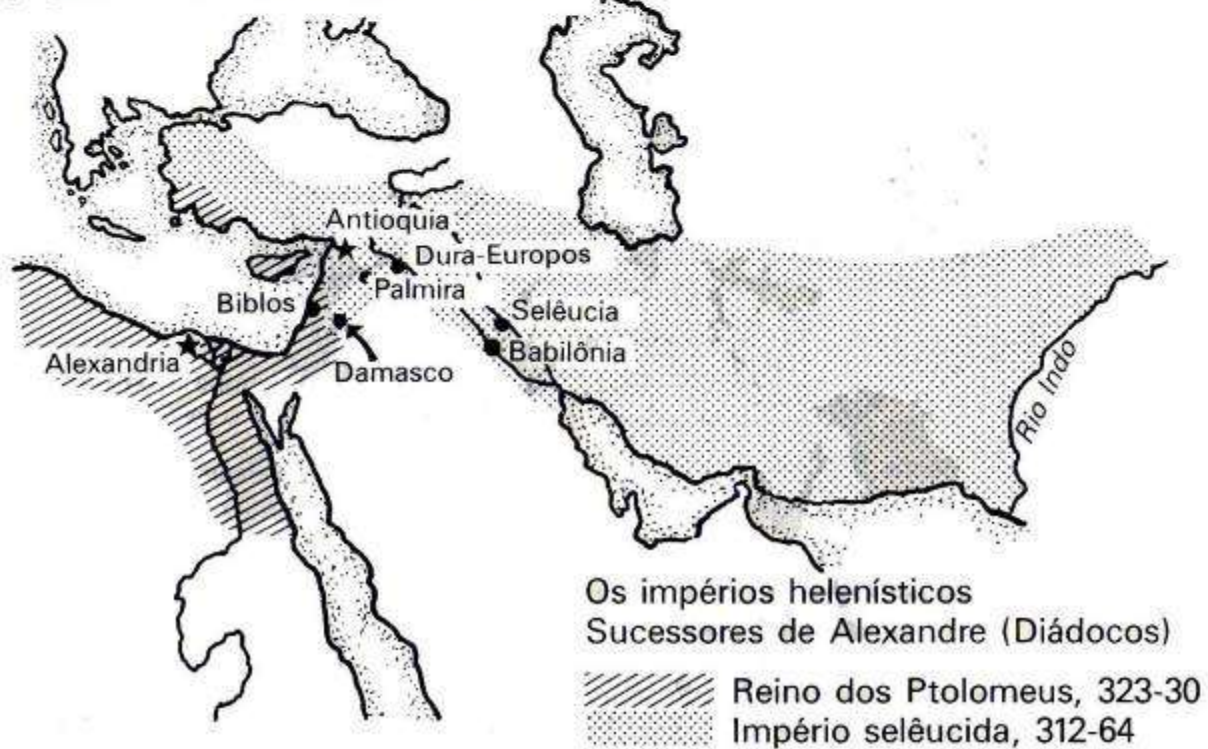 Antioquia
Dura-Europos
Palmira
Biblos
Selêucia
Babilônia
Alexandria
Damasco
Rio Indo
Os impérios helenísticos
Sucessores de Alexandre (Diádocos)
Reino dos Ptolomeus, 323-30
Império selêucida, 312-64